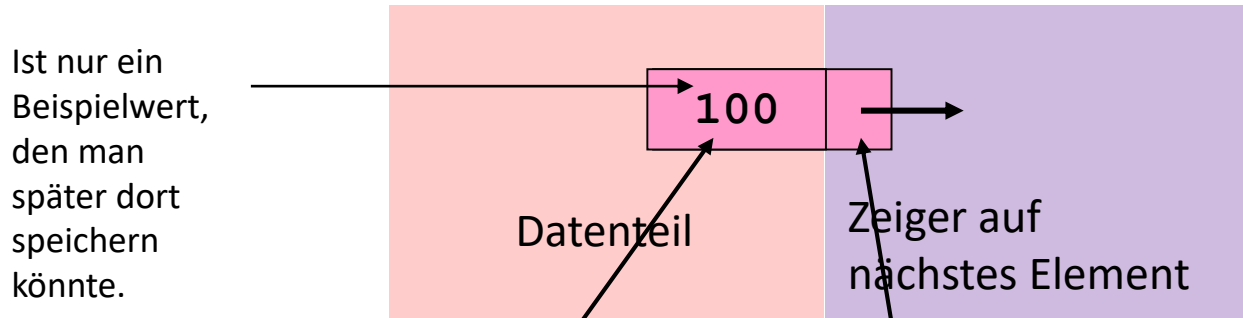 Ist nur ein
Beispielwert,
den man
später dort
speichern
könnte.
100
Datenteil
Zeiger auf
nächstes Element